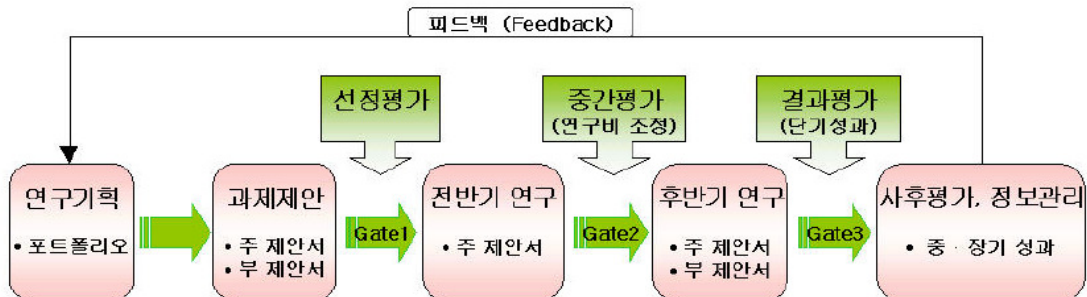 피드백 (Feedback)
선정평가
중간평가
(연구비 조정)
결과평가
(단기성과)
연구기획
• 포트폴리오
과제제안
• 주 제안서
• 부 제안서
Gate1
전반기 연구
• 주 제안서
Gate2
후반기 연구
• 주 제안서
• 부 제안서
Gate3
사후평가, 정보관리
• 중 · 장기 성과